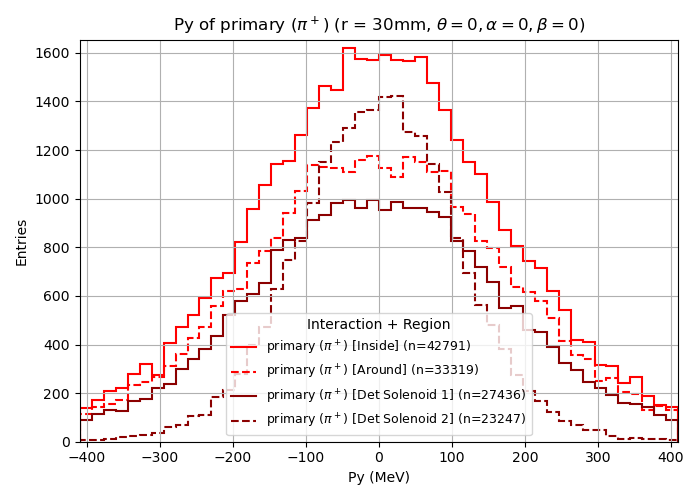 Py of primary (π⁺) (r = 30mm, θ = 0, α = 0, β = 0)
Entries
1600
1400
1200
1000
800
600
400
200
0
Interaction + Region
primary (π⁺) [Inside] (n=42791)
primary (π⁺) [Around] (n=33319)
primary (π⁺) [Det Solenoid 1] (n=27436)
primary (π⁺) [Det Solenoid 2] (n=23247)
−400 −300 −200 −100 0 100 200 300 400
Py (MeV)